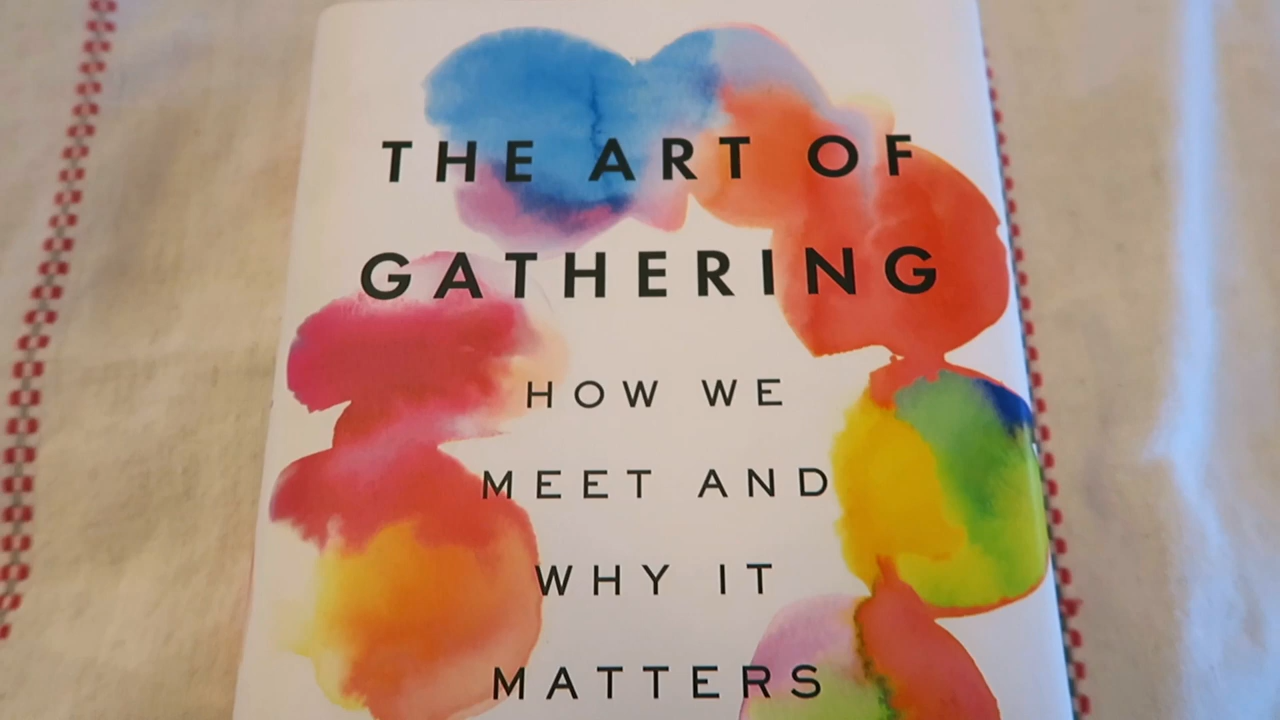 THE ART OF
GATHERING
HOW WE
MEET AND
WHY IT
MATTERS